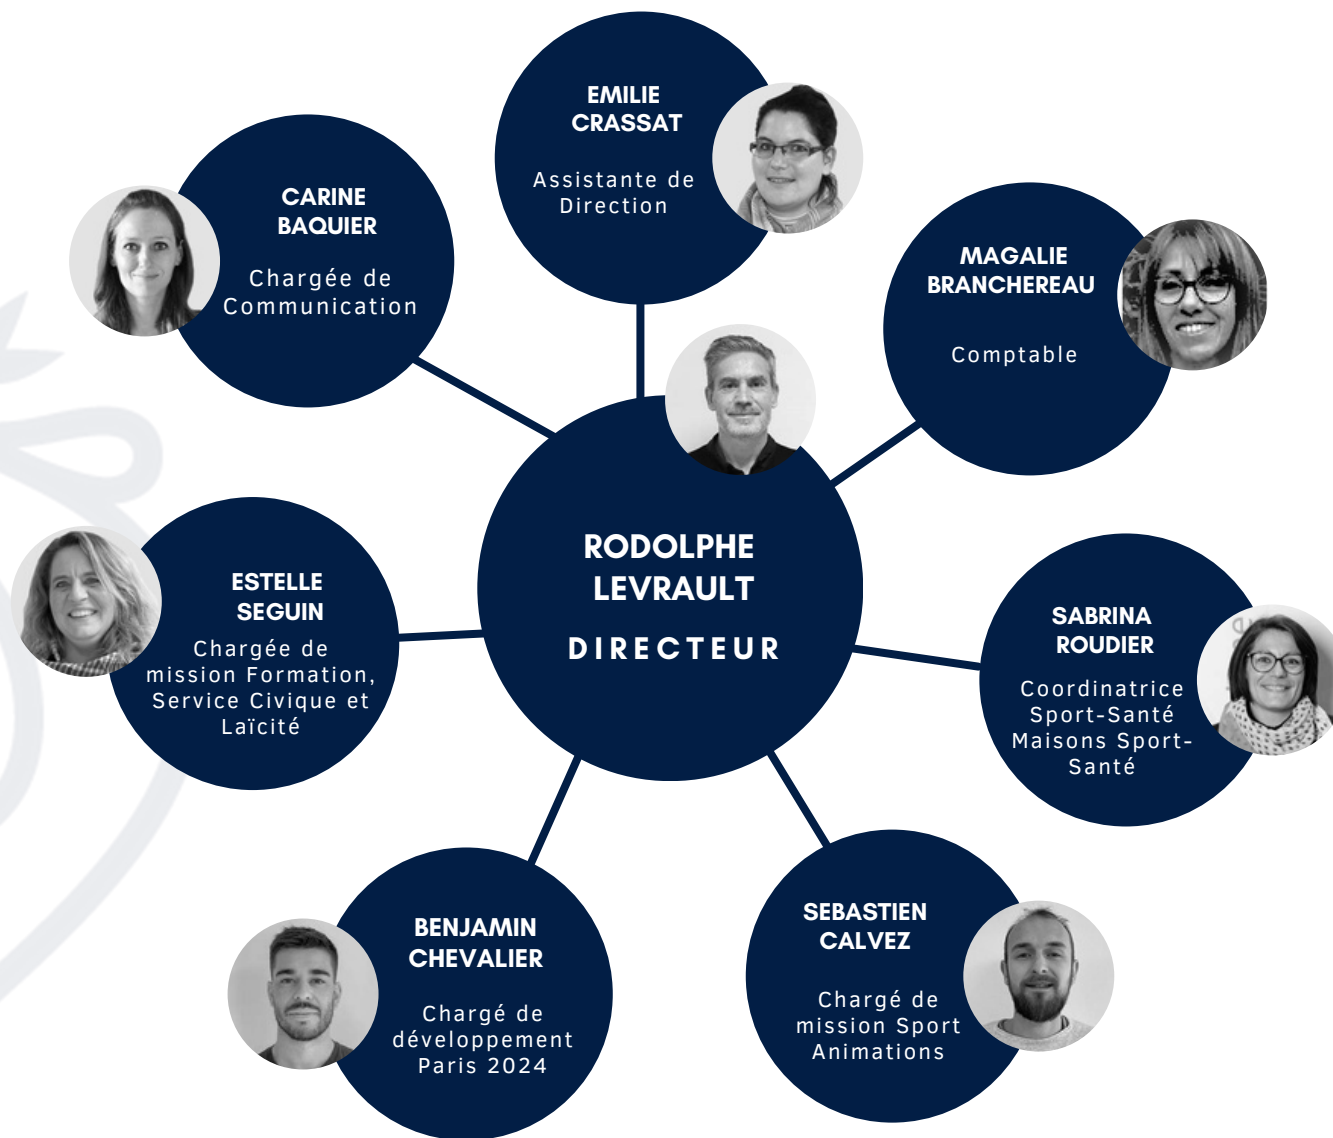 EMILIE
CRASSAT
Assistante de
Direction
CARINE
BAQUIER
Chargée de
Communication
MAGALIE
BRANCHEREAU
Comptable
RODOLPHE
LEVRAULT
DIRECTEUR
ESTELLE
SEGUIN
Chargée de
mission Formation,
Service Civique et
Laïcité
SABRINA
ROUDIER
Coordinatrice
Sport-Santé
Maisons Sport-
Santé
BENJAMIN
CHEVALIER
Chargé de
développement
Paris 2024
SEBASTIEN
CALVEZ
Chargé de
mission Sport
Animations